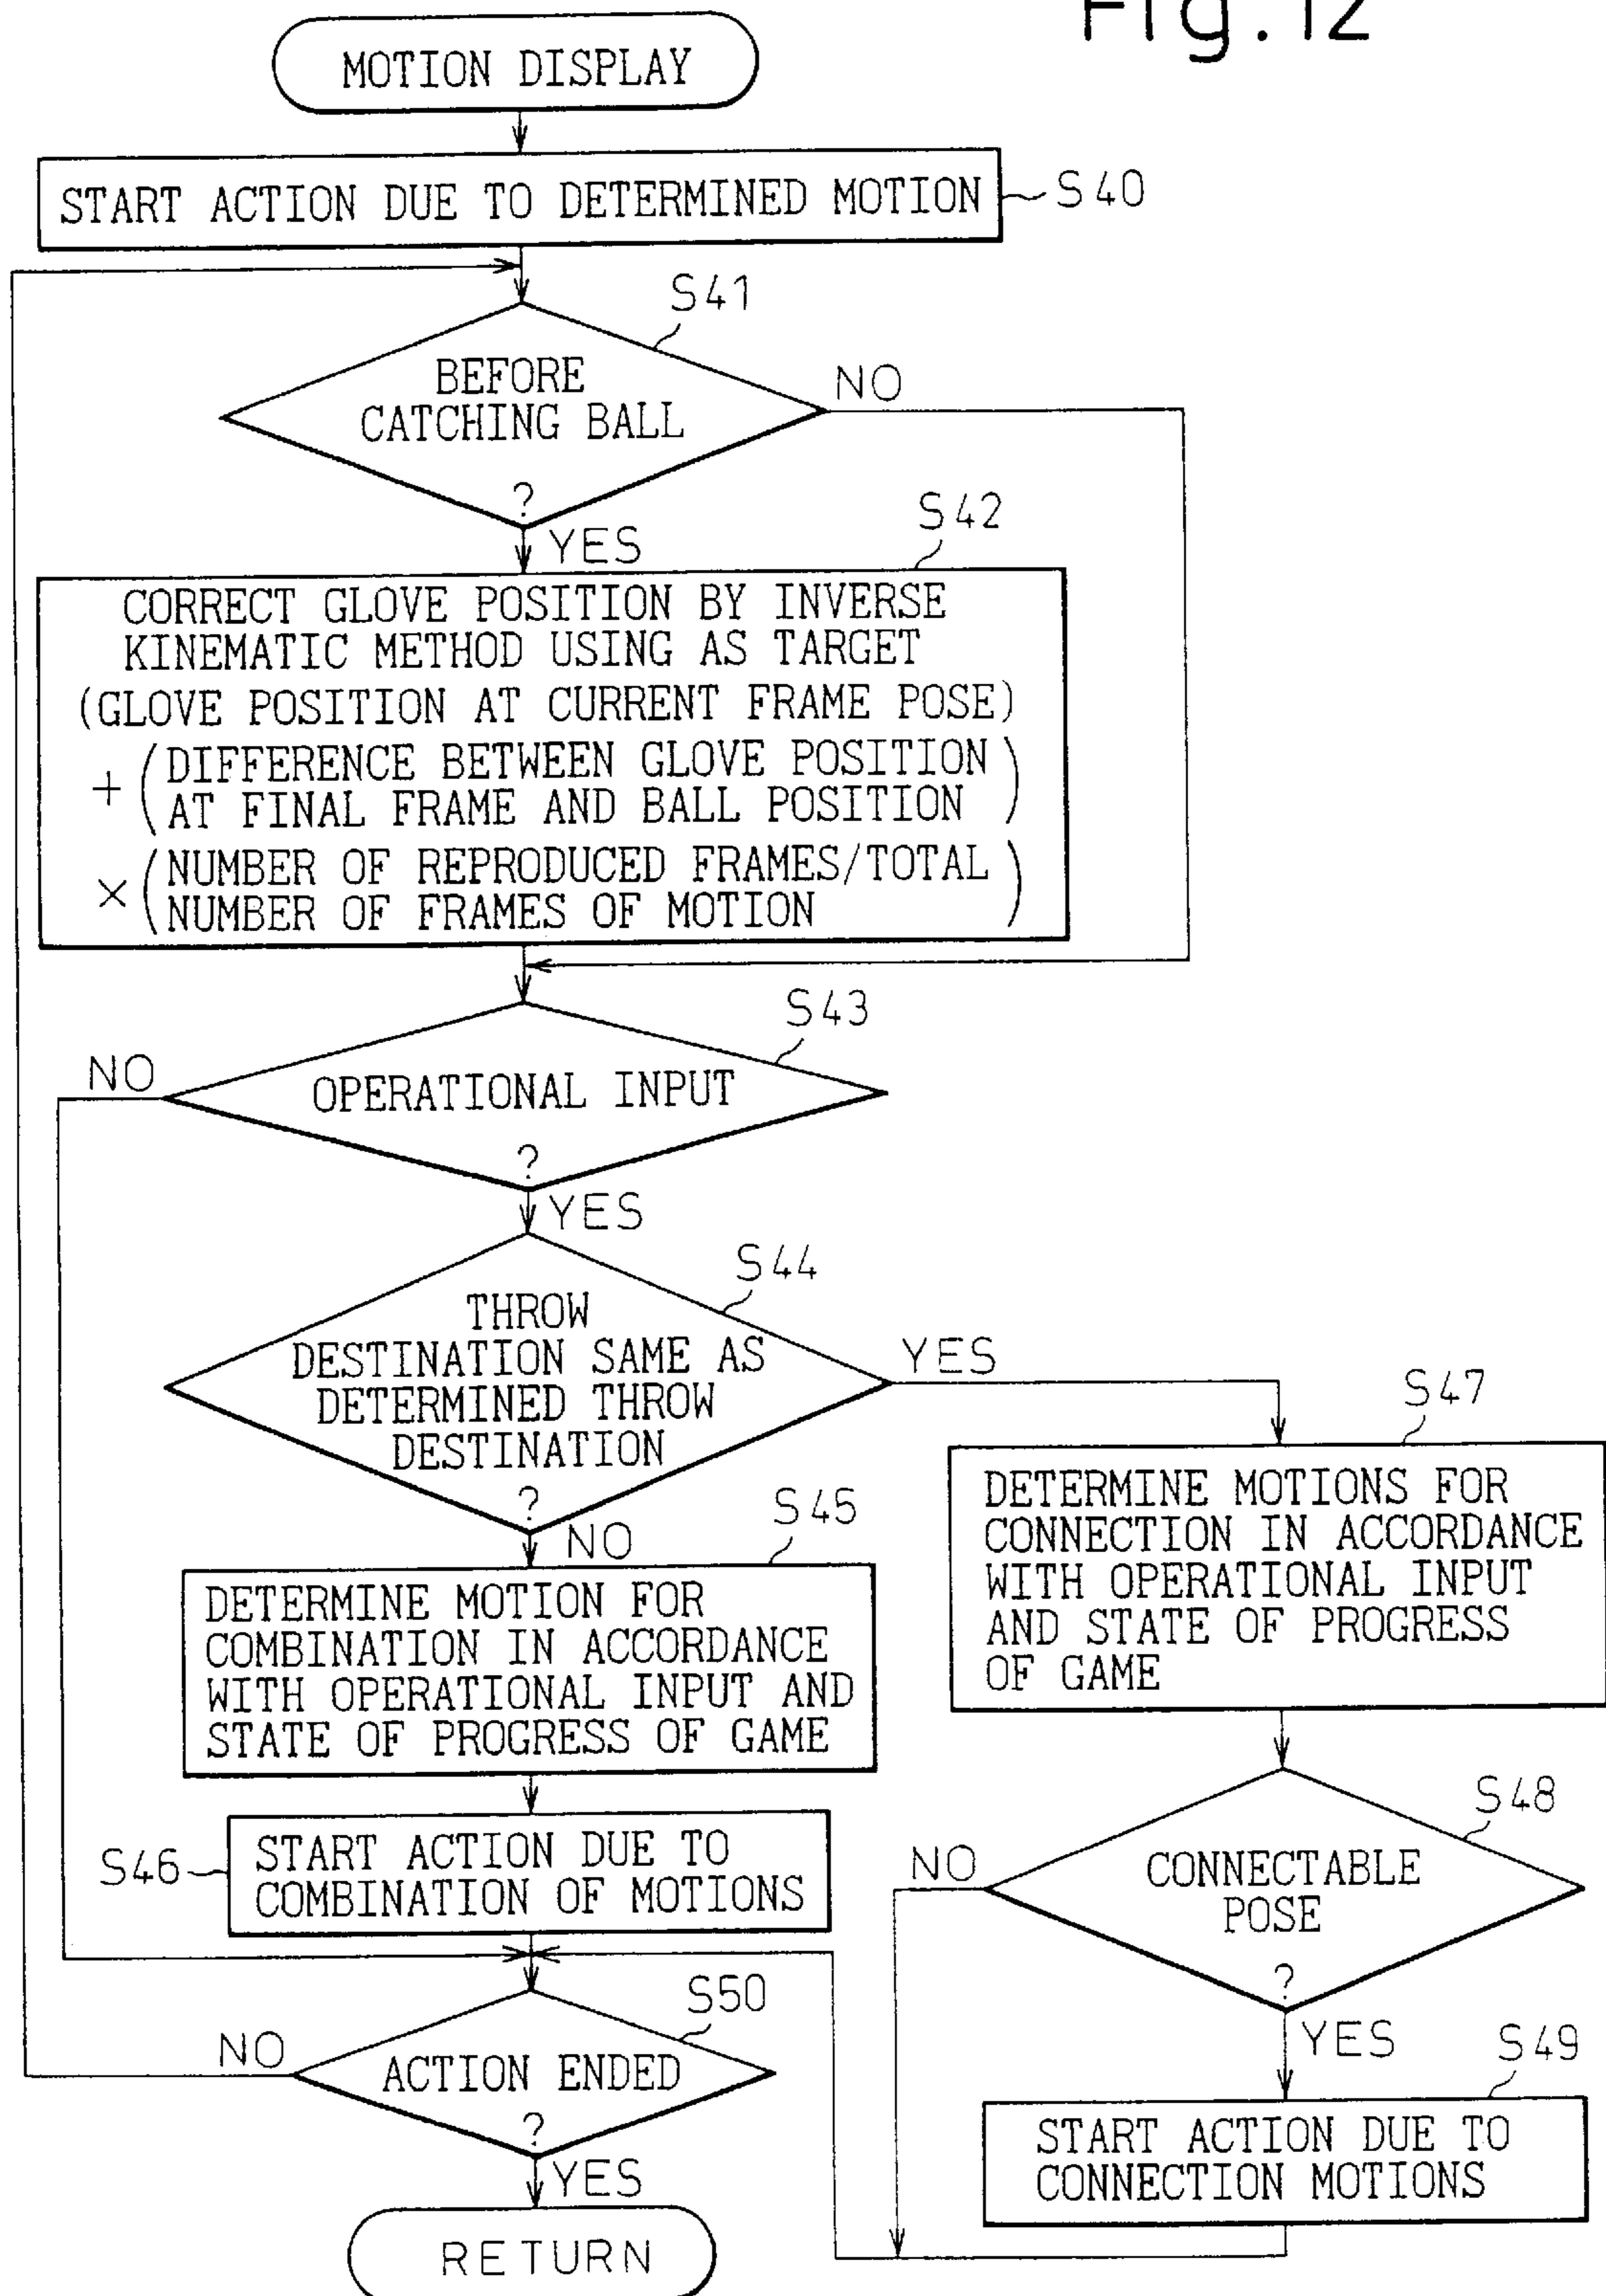 Fig.12
MOTION DISPLAY
START ACTION DUE TO DETERMINED MOTION
S40
S41
BEFORE
CATCHING BALL
?
NO
YES
S42
CORRECT GLOVE POSITION BY INVERSE
KINEMATIC METHOD USING AS TARGET
(GLOVE POSITION AT CURRENT FRAME POSE)
+ (DIFFERENCE BETWEEN GLOVE POSITION
AT FINAL FRAME AND BALL POSITION)
× (NUMBER OF REPRODUCED FRAMES/TOTAL
NUMBER OF FRAMES OF MOTION)
S43
NO
OPERATIONAL INPUT
?
YES
S44
THROW
DESTINATION SAME AS
DETERMINED THROW
DESTINATION
?
YES
NO
S45
DETERMINE MOTION FOR
COMBINATION IN ACCORDANCE
WITH OPERATIONAL INPUT AND
STATE OF PROGRESS OF GAME
S46
START ACTION DUE TO
COMBINATION OF MOTIONS
S47
DETERMINE MOTIONS FOR
CONNECTION IN ACCORDANCE
WITH OPERATIONAL INPUT
AND STATE OF PROGRESS
OF GAME
S48
NO
CONNECTABLE
POSE
?
YES
S49
START ACTION DUE TO
CONNECTION MOTIONS
S50
NO
ACTION ENDED
?
YES
RETURN